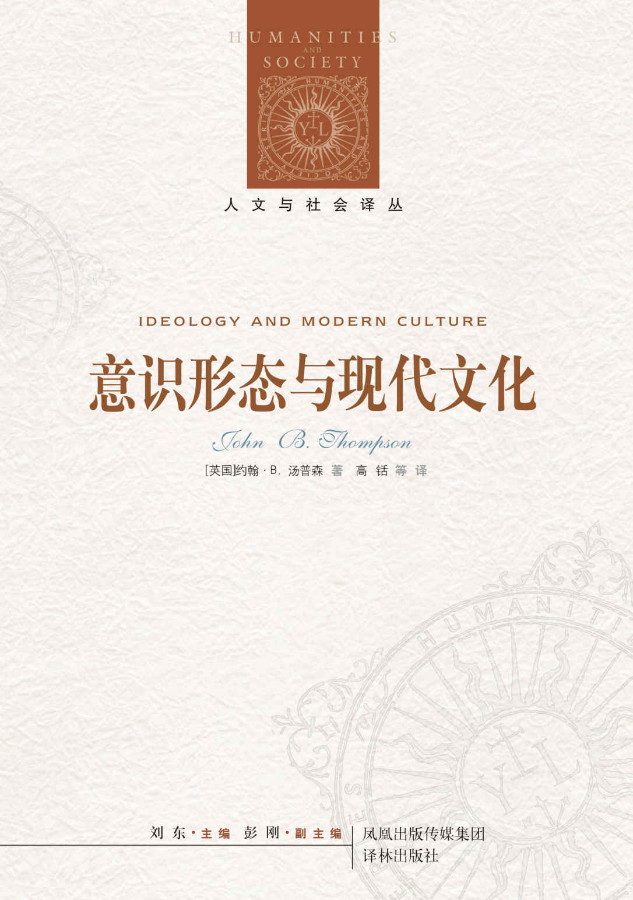 HUMANITIES
AND
SOCIETY
YL
人文与社会译丛
IDEOLOGY AND MODERN CULTURE
意识形态与现代文化
John B. Thompson
[英国]约翰·B. 汤普森 著 高铦 等 译
HUMANITIE
YL
刘东·主编 彭刚·副主编
凤凰出版传媒集团
译林出版社